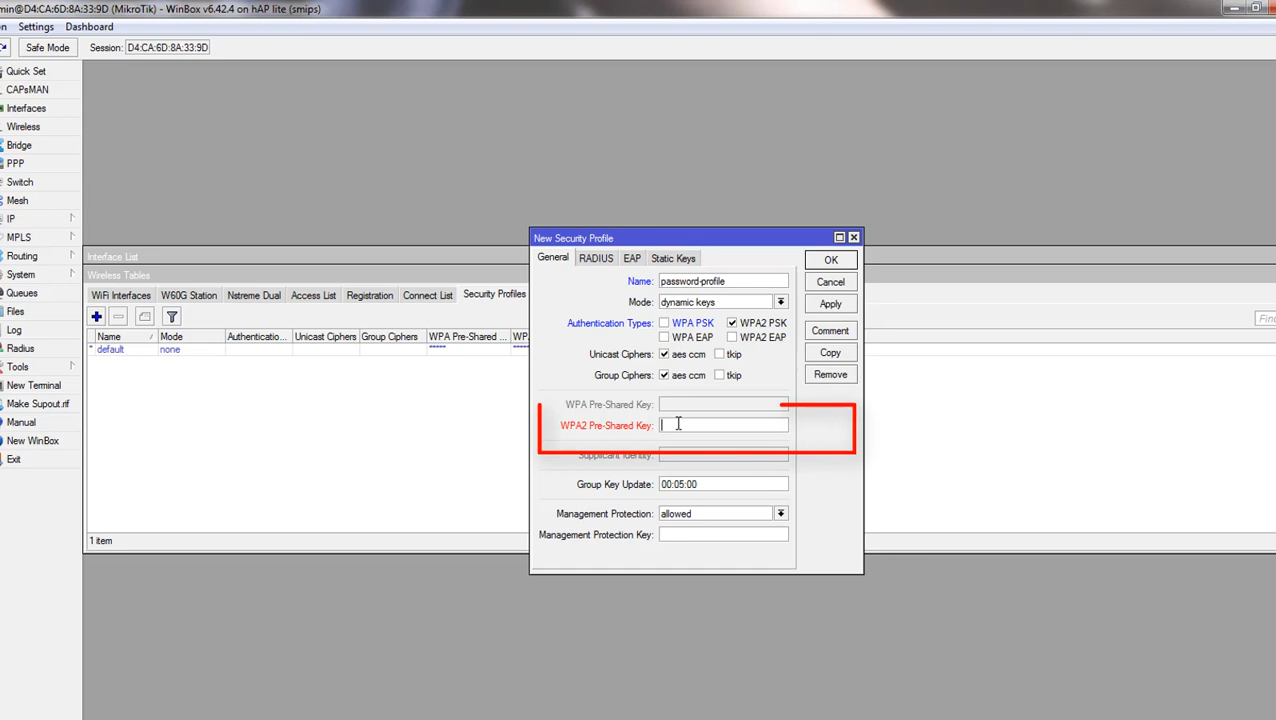 min@D4:CA:6D:8A:33:9D (MikroTik) - WinBox v6.42.4 on hAP lite (smips)
Settings Dashboard
Safe Mode Session: D4:CA:6D:8A:33:9D
Quick Set
CAPsMAN
Interfaces
Wireless
Bridge
PPP
Switch
Mesh
IP
MPLS
Routing
System
Queues
Files
Log
Radius
Tools
New Terminal
Make Supout.rif
Manual
New WinBox
Exit
Interface List
Wireless Tables
WiFi Interfaces W60G Station Nstreme Dual Access List Registration Connect List Security Profiles
Find
Name / Mode Authenticatio... Unicast Ciphers Group Ciphers WPA Pre-Shared ...
* default none ***** *****
1 item
New Security Profile
General RADIUS EAP Static Keys
Name: password-profile
Mode: dynamic keys
Authentication Types: WPA PSK WPA2 PSK
WPA EAP WPA2 EAP
Unicast Ciphers: aes ccm tkip
Group Ciphers: aes ccm tkip
WPA Pre-Shared Key:
WPA2 Pre-Shared Key:
Supplicant Identity:
Group Key Update: 00:05:00
Management Protection: allowed
Management Protection Key:
OK
Cancel
Apply
Comment
Copy
Remove